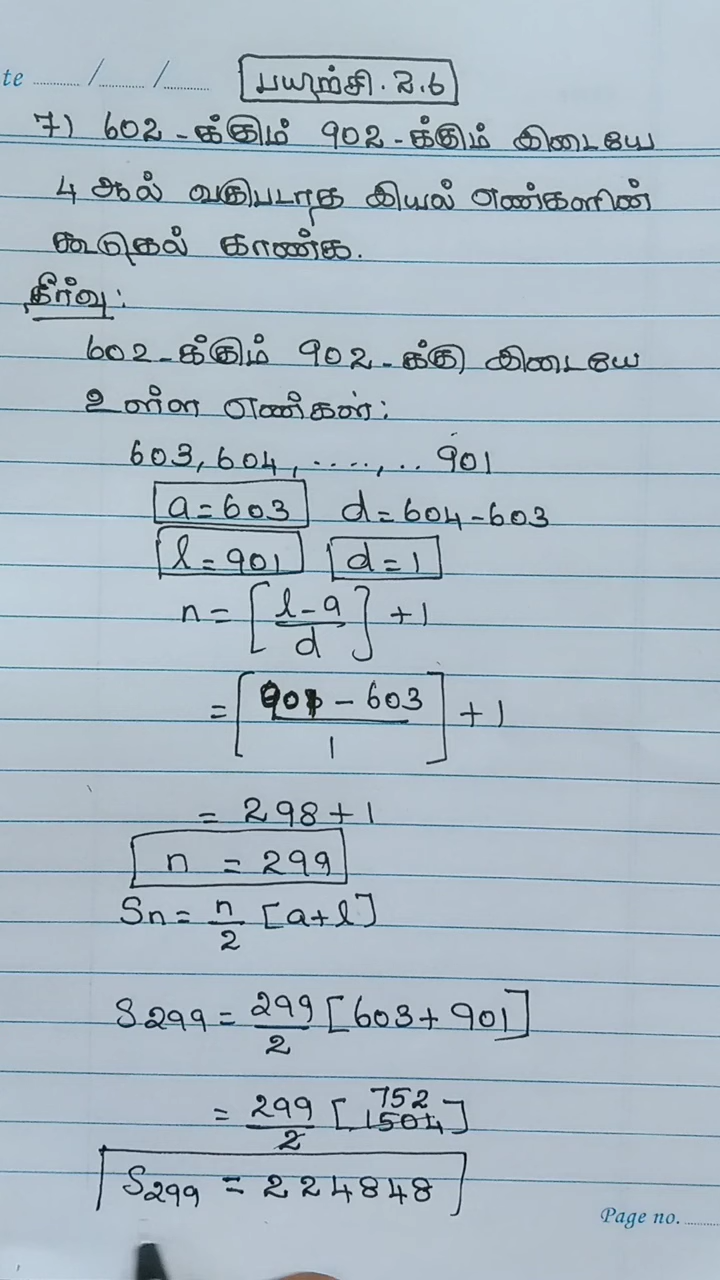 te ........../........../..........
பயிற்சி. 2.6
7) 602 - க்கும் 902 - க்கும் இடையே
4 ஆல் வகுபடாத இயல் எண்களின்
கூடுதல் காண்க.
தீர்வு :
602 - க்கும் 902 - க்கு இடையே
உள்ள எண்கள் :
603, 604, ....., .. 901
a = 603 d = 604 - 603
l = 901 d = 1
n = [ (l - a) / d ] + 1
= [ (901 - 603) / 1 ] + 1
= 298 + 1
n = 299
Sn = n/2 [a + l]
S299 = 299/2 [603 + 901]
752
= 299/2 [1504]
S299 = 224848
Page no. ..........